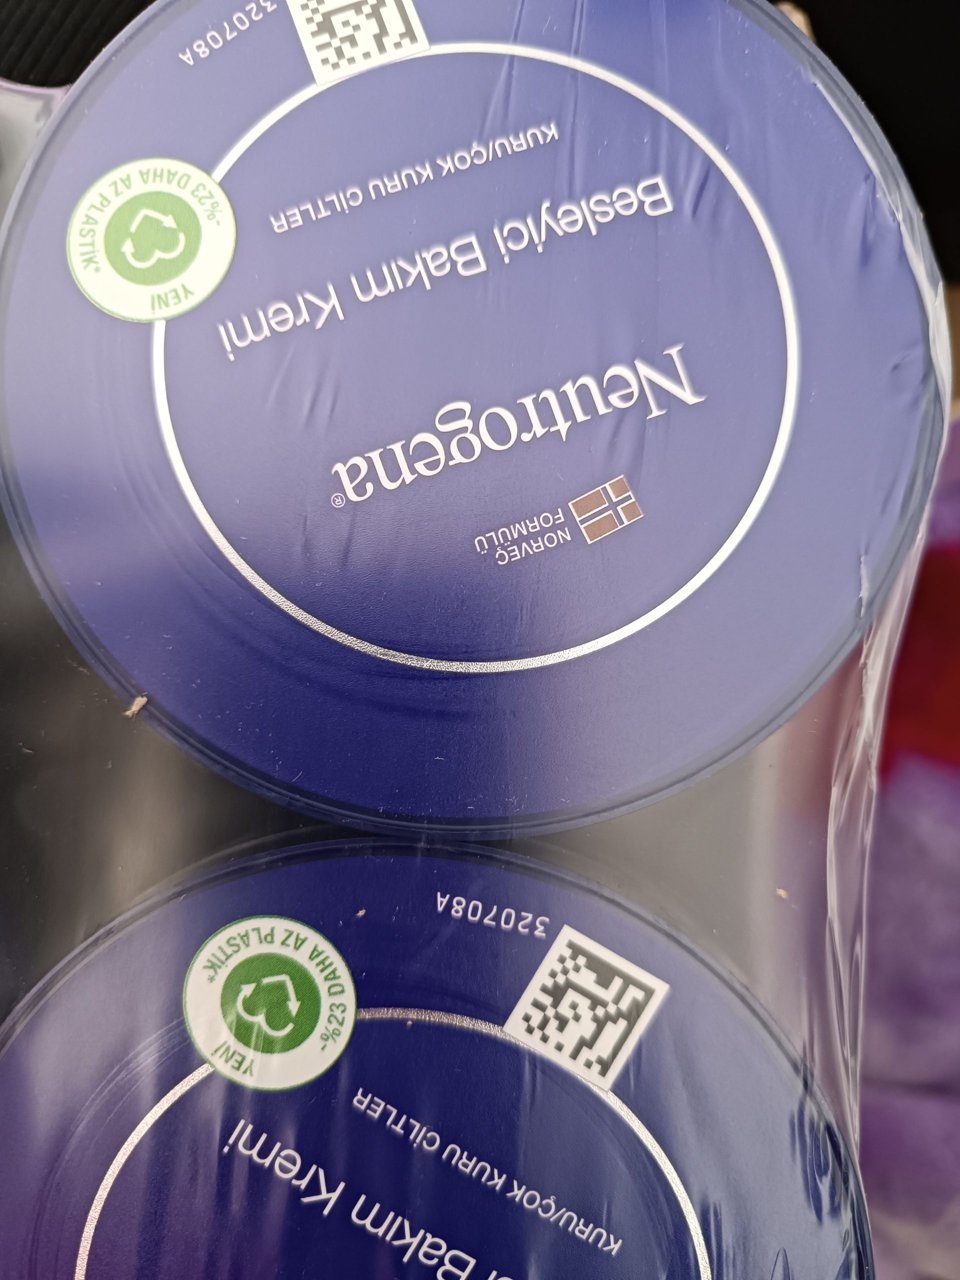 NORVEÇ
FORMÜLÜ
Neutrogena®
Besleyici Bakım Kremi
KURU/ÇOK KURU CİLTLER
YENİ
~%23 DAHA AZ PLASTİK*
320708A
Bakım Kremi
KURU/ÇOK KURU CİLTLER
YENİ
~%23 DAHA AZ PLASTİK*
320708A